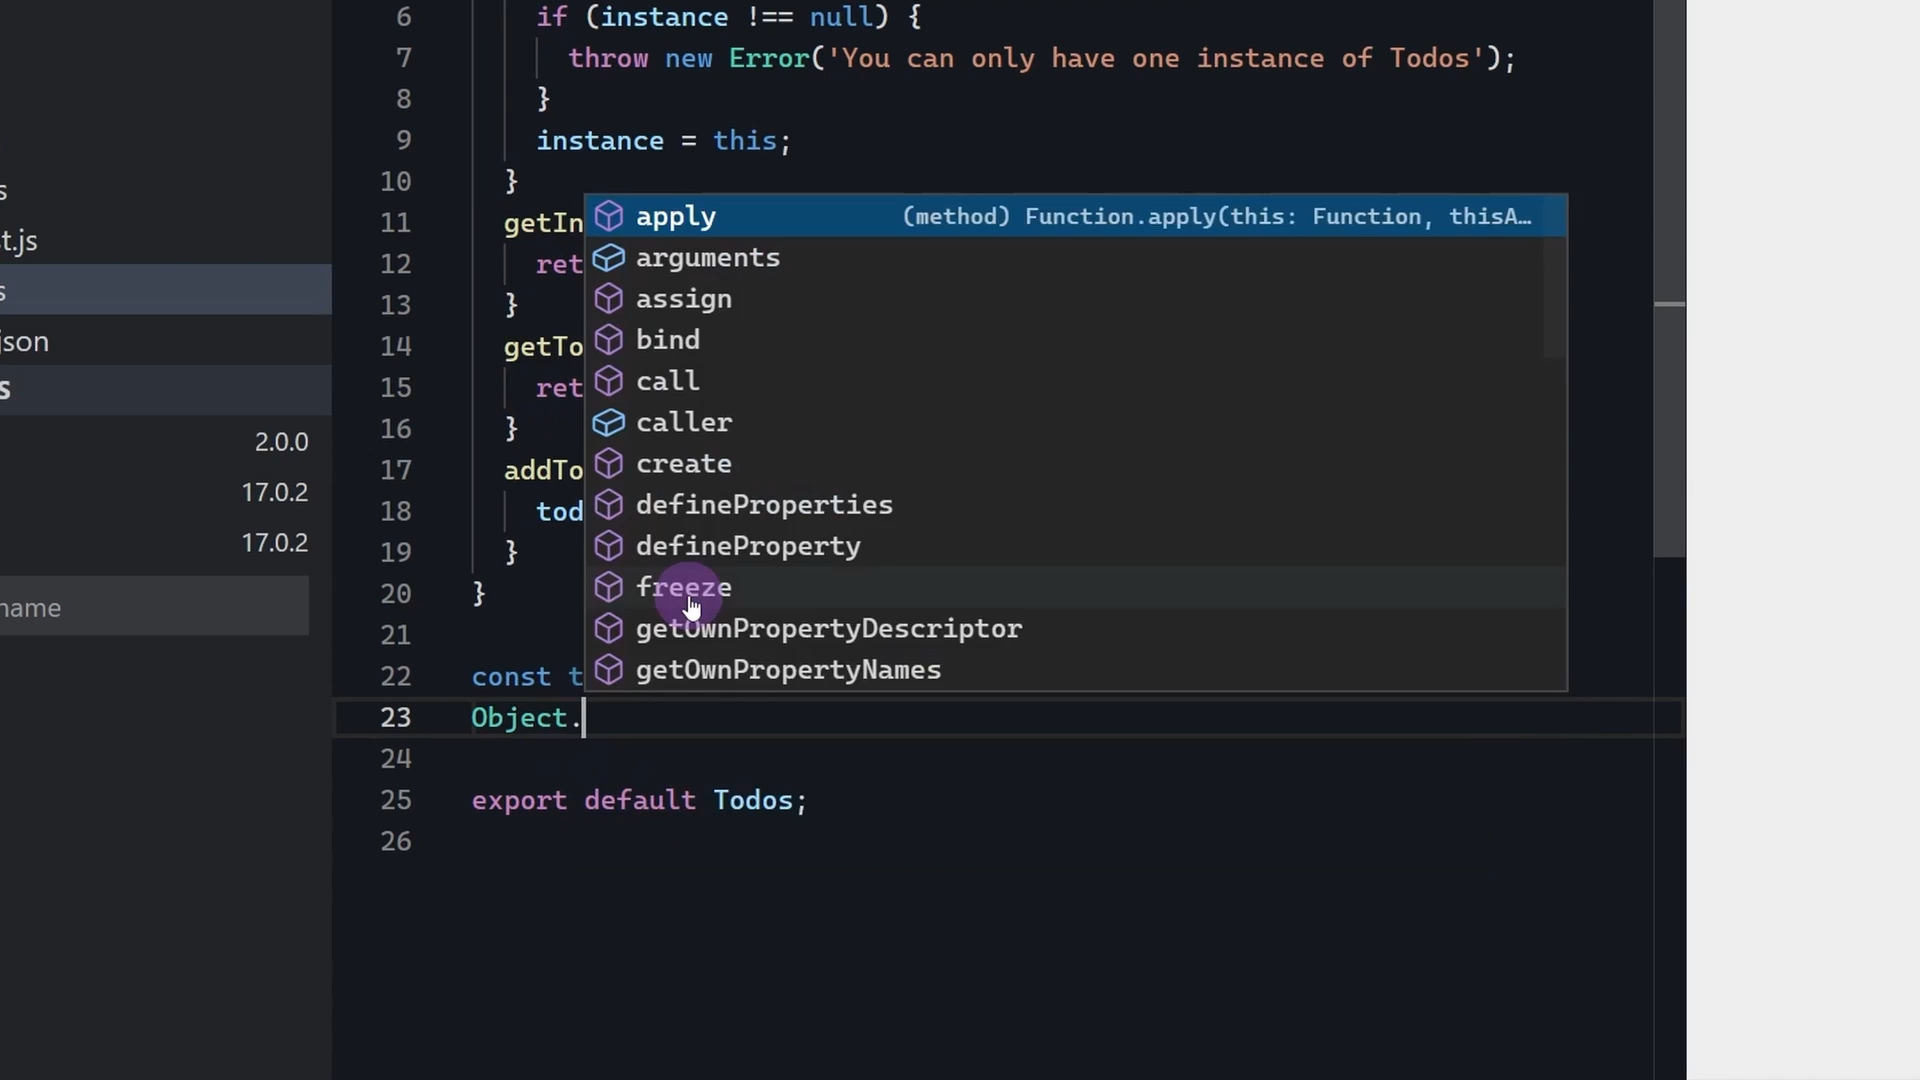 6 if (instance !== null) {
7 throw new Error('You can only have one instance of Todos');
8 }
9 instance = this;
10 }
11 getIn
12 ret
13 }
14 getTo
15 ret
16 }
17 addTo
18 tod
19 }
20 }
21
22 const t
23 Object.
24
25 export default Todos;
26
apply (method) Function.apply(this: Function, thisA…
arguments
assign
bind
call
caller
create
defineProperties
defineProperty
freeze
getOwnPropertyDescriptor
getOwnPropertyNames
s
t.js
s
json
S
2.0.0
17.0.2
17.0.2
name